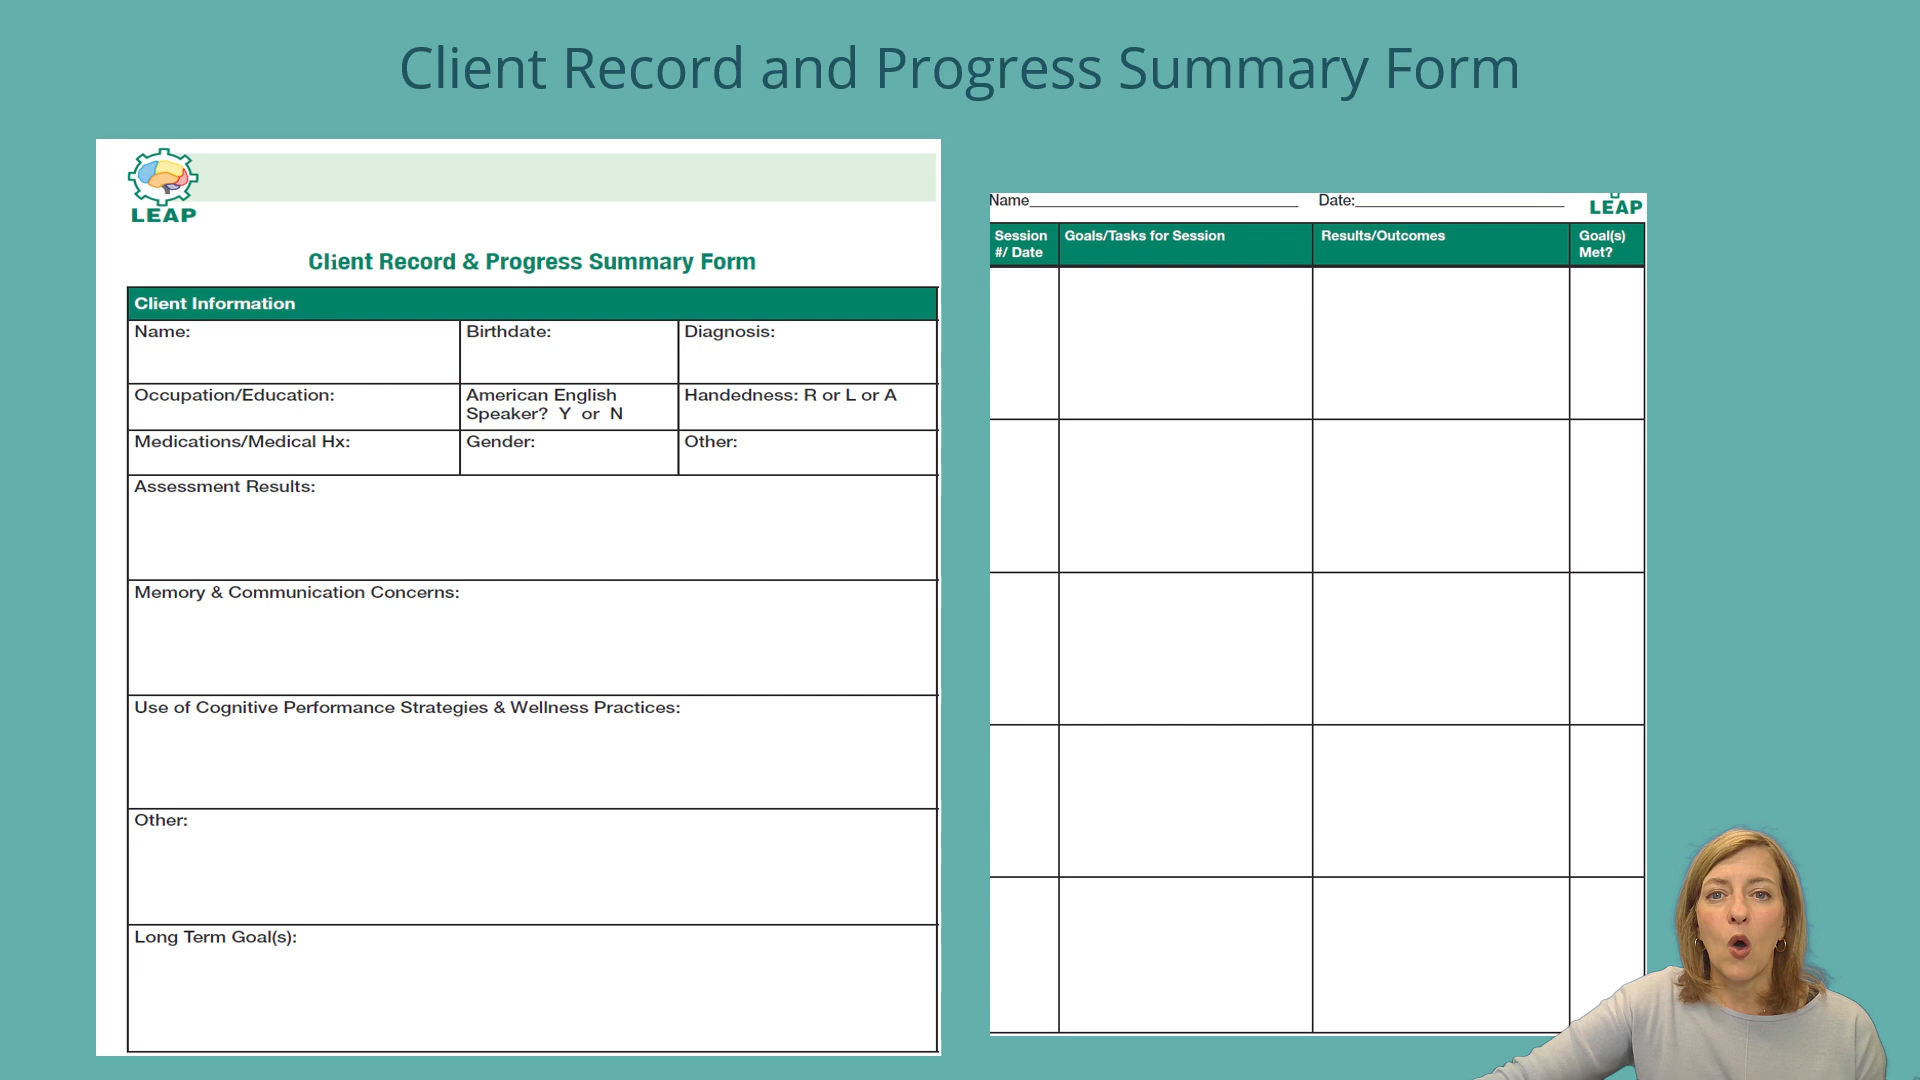 Client Record and Progress Summary Form
LEAP
Client Record & Progress Summary Form
Client Information
Name:
Birthdate:
Diagnosis:
Occupation/Education:
American English
Speaker? Y or N
Handedness: R or L or A
Medications/Medical Hx:
Gender:
Other:
Assessment Results:
Memory & Communication Concerns:
Use of Cognitive Performance Strategies & Wellness Practices:
Other:
Long Term Goal(s):
Name
Date:
LEAP
Session
#/ Date
Goals/Tasks for Session
Results/Outcomes
Goal(s)
Met?